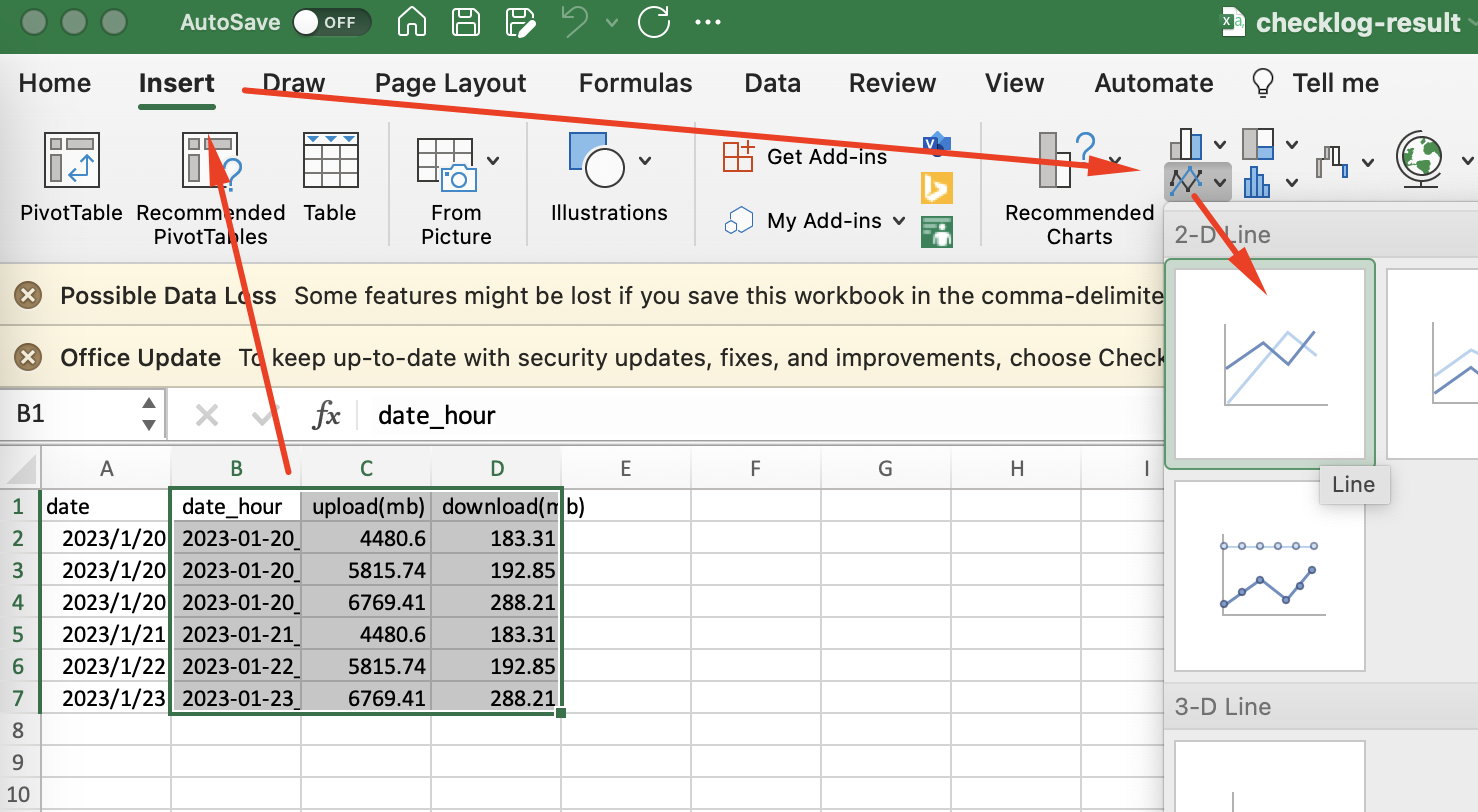 AutoSave OFF checklog-result
Home Insert Draw Page Layout Formulas Data Review View Automate Tell me
PivotTable Recommended PivotTables Table From Picture Illustrations Get Add-ins My Add-ins Recommended Charts
2-D Line
Possible Data Loss Some features might be lost if you save this workbook in the comma-delimite
Office Update To keep up-to-date with security updates, fixes, and improvements, choose Check
B1 fx date_hour
A B C D E F G H I
Line
1 date date_hour upload(mb) download(mb)
2 2023/1/20 2023-01-20_ 4480.6 183.31
3 2023/1/20 2023-01-20_ 5815.74 192.85
4 2023/1/20 2023-01-20_ 6769.41 288.21
5 2023/1/21 2023-01-21_ 4480.6 183.31
6 2023/1/22 2023-01-22_ 5815.74 192.85
7 2023/1/23 2023-01-23_ 6769.41 288.21
3-D Line
8
9
10